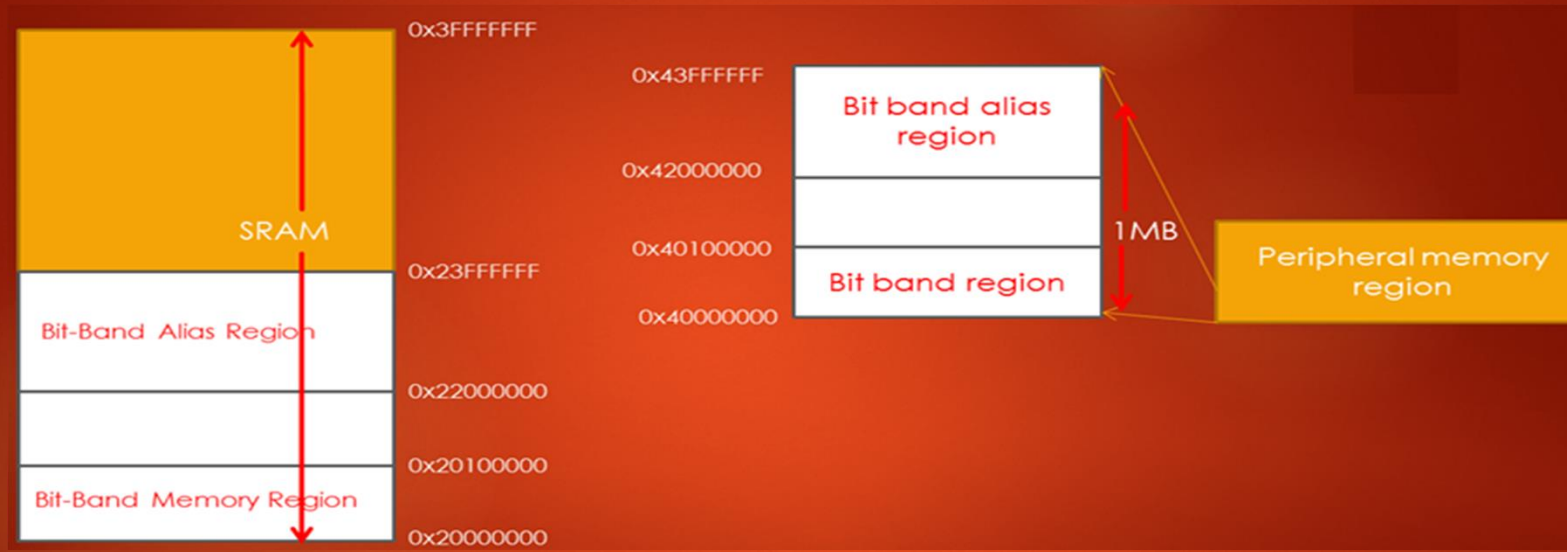 0x3FFFFFFF
SRAM
0x23FFFFFF
Bit-Band Alias Region
0x22000000
0x20100000
Bit-Band Memory Region
0x20000000
0x43FFFFFF
Bit band alias
region
0x42000000
1MB
0x40100000
Bit band region
0x40000000
Peripheral memory
region